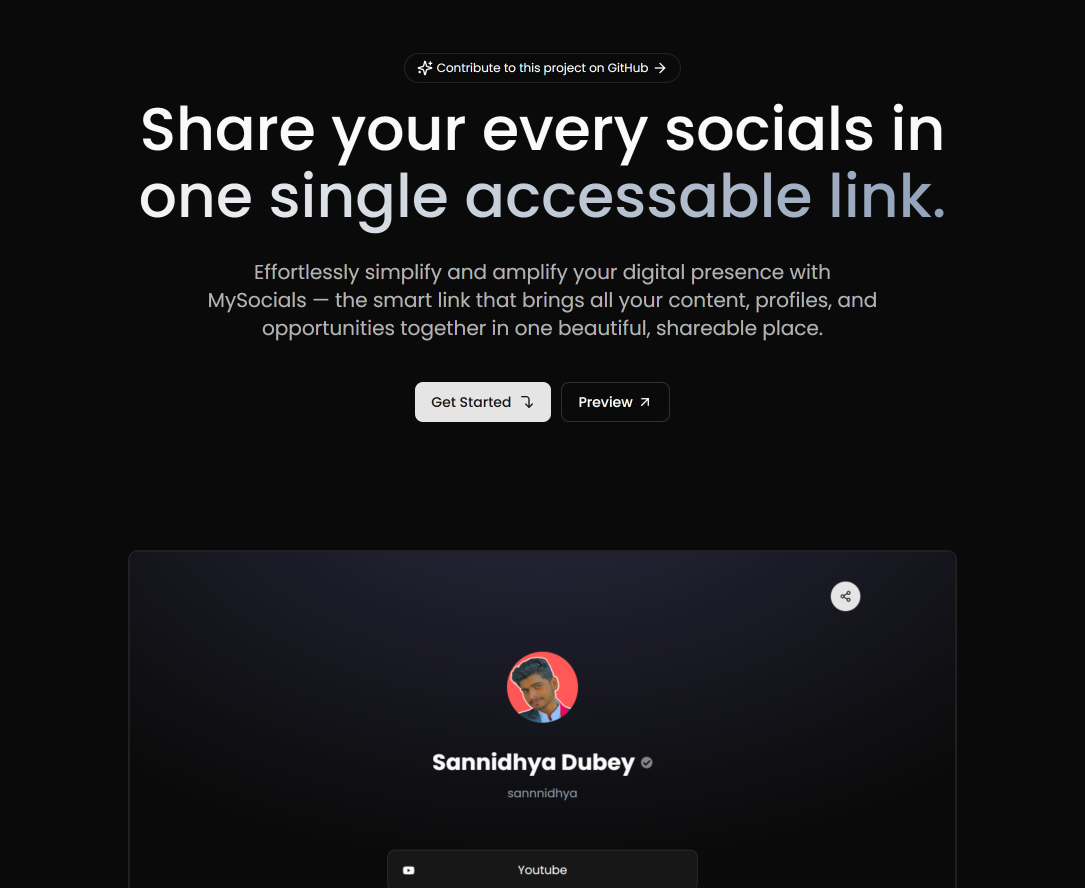 Contribute to this project on GitHub
Share your every socials in
one single accessable link.
Effortlessly simplify and amplify your digital presence with
MySocials — the smart link that brings all your content, profiles, and
opportunities together in one beautiful, shareable place.
Get Started
Preview
Sannidhya Dubey
sannnidhya
Youtube